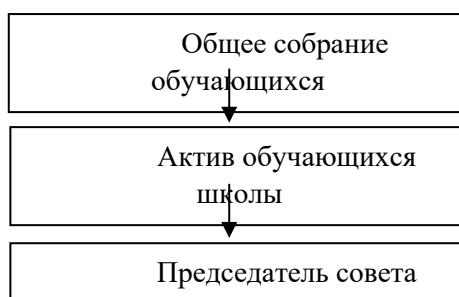 Общее собрание
обучающихся
Актив обучающихся
школы
Председатель совета